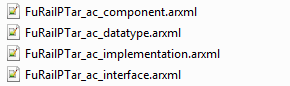 FuRailPTar_ac_component.arxml
FuRailPTar_ac_datatype.arxml
FuRailPTar_ac_implementation.arxml
FuRailPTar_ac_interface.arxml